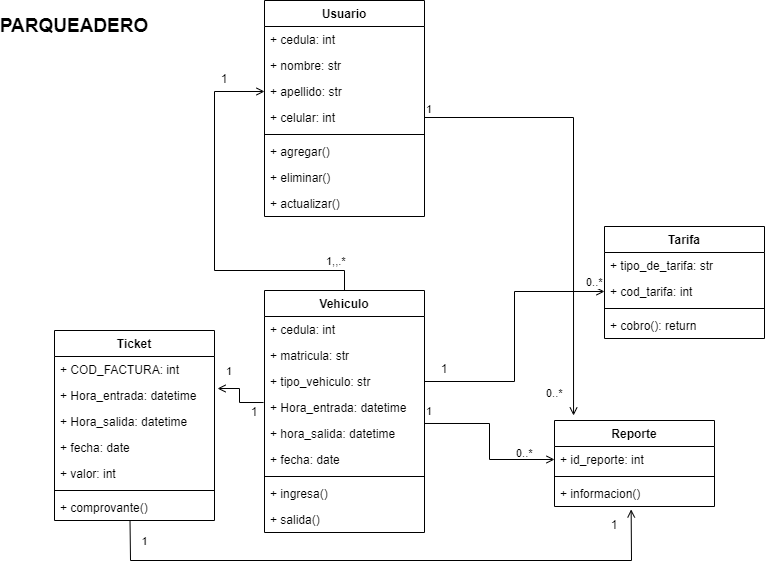 PARQUEADERO
Usuario
+ cedula: int
+ nombre: str
+ apellido: str
+ celular: int
+ agregar()
+ eliminar()
+ actualizar()
1
1
1,,.*
0..*
Tarifa
+ tipo_de_tarifa: str
+ cod_tarifa: int
+ cobro(): return
Vehiculo
+ cedula: int
+ matricula: str
+ tipo_vehiculo: str
+ Hora_entrada: datetime
+ hora_salida: datetime
+ fecha: date
+ ingresa()
+ salida()
Ticket
+ COD_FACTURA: int
+ Hora_entrada: datetime
+ Hora_salida: datetime
+ fecha: date
+ valor: int
+ comprovante()
1
1
1
1
0..*
0..*
Reporte
+ id_reporte: int
+ informacion()
1
1